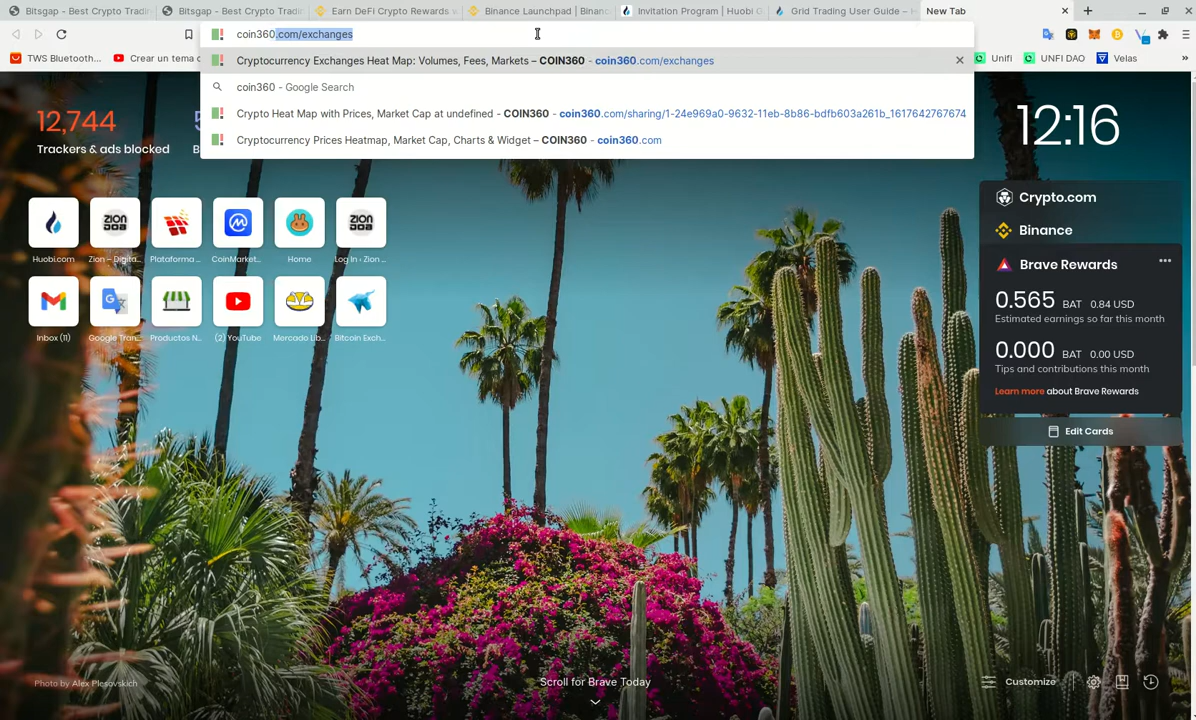 Bitsgap - Best Crypto Tradin
Bitsgap - Best Crypto Tradin
Earn DeFi Crypto Rewards w
Binance Launchpad | Binanc
Invitation Program | Huobi G
Grid Trading User Guide –
New Tab
coin360.com/exchanges
Cryptocurrency Exchanges Heat Map: Volumes, Fees, Markets – COIN360 - coin360.com/exchanges
coin360 - Google Search
Crypto Heat Map with Prices, Market Cap at undefined - COIN360 - coin360.com/sharing/1-24e969a0-9632-11eb-8b86-bdfb603a261b_1617642767674
Cryptocurrency Prices Heatmap, Market Cap, Charts & Widget – COIN360 - coin360.com
TWS Bluetooth...
Crear un tema
Unifi
UNFI DAO
Velas
12,744
Trackers & ads blocked
12:16
Huobi.com
Zion – Digita...
Plataforma ...
CoinMarket...
Home
Log In ‹ Zion ...
Inbox (11)
Google Tran...
Productos N...
(2) YouTube
Mercado Lib...
Bitcoin Exch...
Crypto.com
Binance
Brave Rewards
0.565 BAT 0.84 USD
Estimated earnings so far this month
0.000 BAT 0.00 USD
Tips and contributions this month
Learn more about Brave Rewards
Edit Cards
Photo by Alex Plesovskich
Scroll for Brave Today
Customize